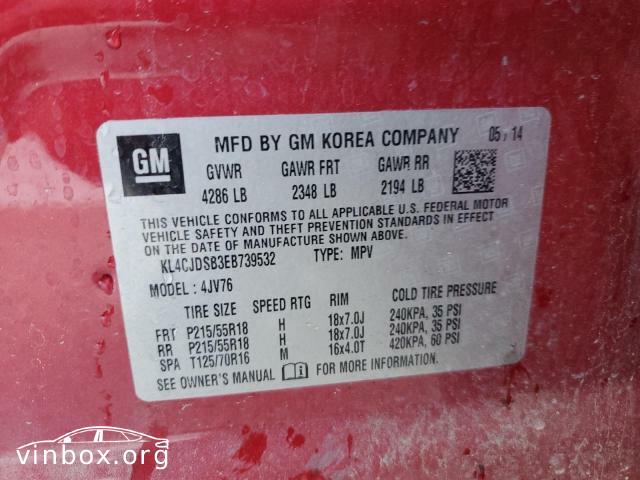 GM
MFD BY GM KOREA COMPANY 05 / 14
GVWR GAWR FRT GAWR RR
4286 LB 2348 LB 2194 LB
THIS VEHICLE CONFORMS TO ALL APPLICABLE U.S. FEDERAL MOTOR
VEHICLE SAFETY AND THEFT PREVENTION STANDARDS IN EFFECT
ON THE DATE OF MANUFACTURE SHOWN ABOVE.
KL4CJDSB3EB739532 TYPE: MPV
MODEL: 4JV76
TIRE SIZE SPEED RTG RIM COLD TIRE PRESSURE
FRT P215/55R18 H 18x7.0J 240KPA, 35 PSI
RR P215/55R18 H 18x7.0J 240KPA, 35 PSI
SPA T125/70R16 M 16x4.0T 420KPA, 60 PSI
SEE OWNER'S MANUAL FOR MORE INFORMATION.
vinbox.org